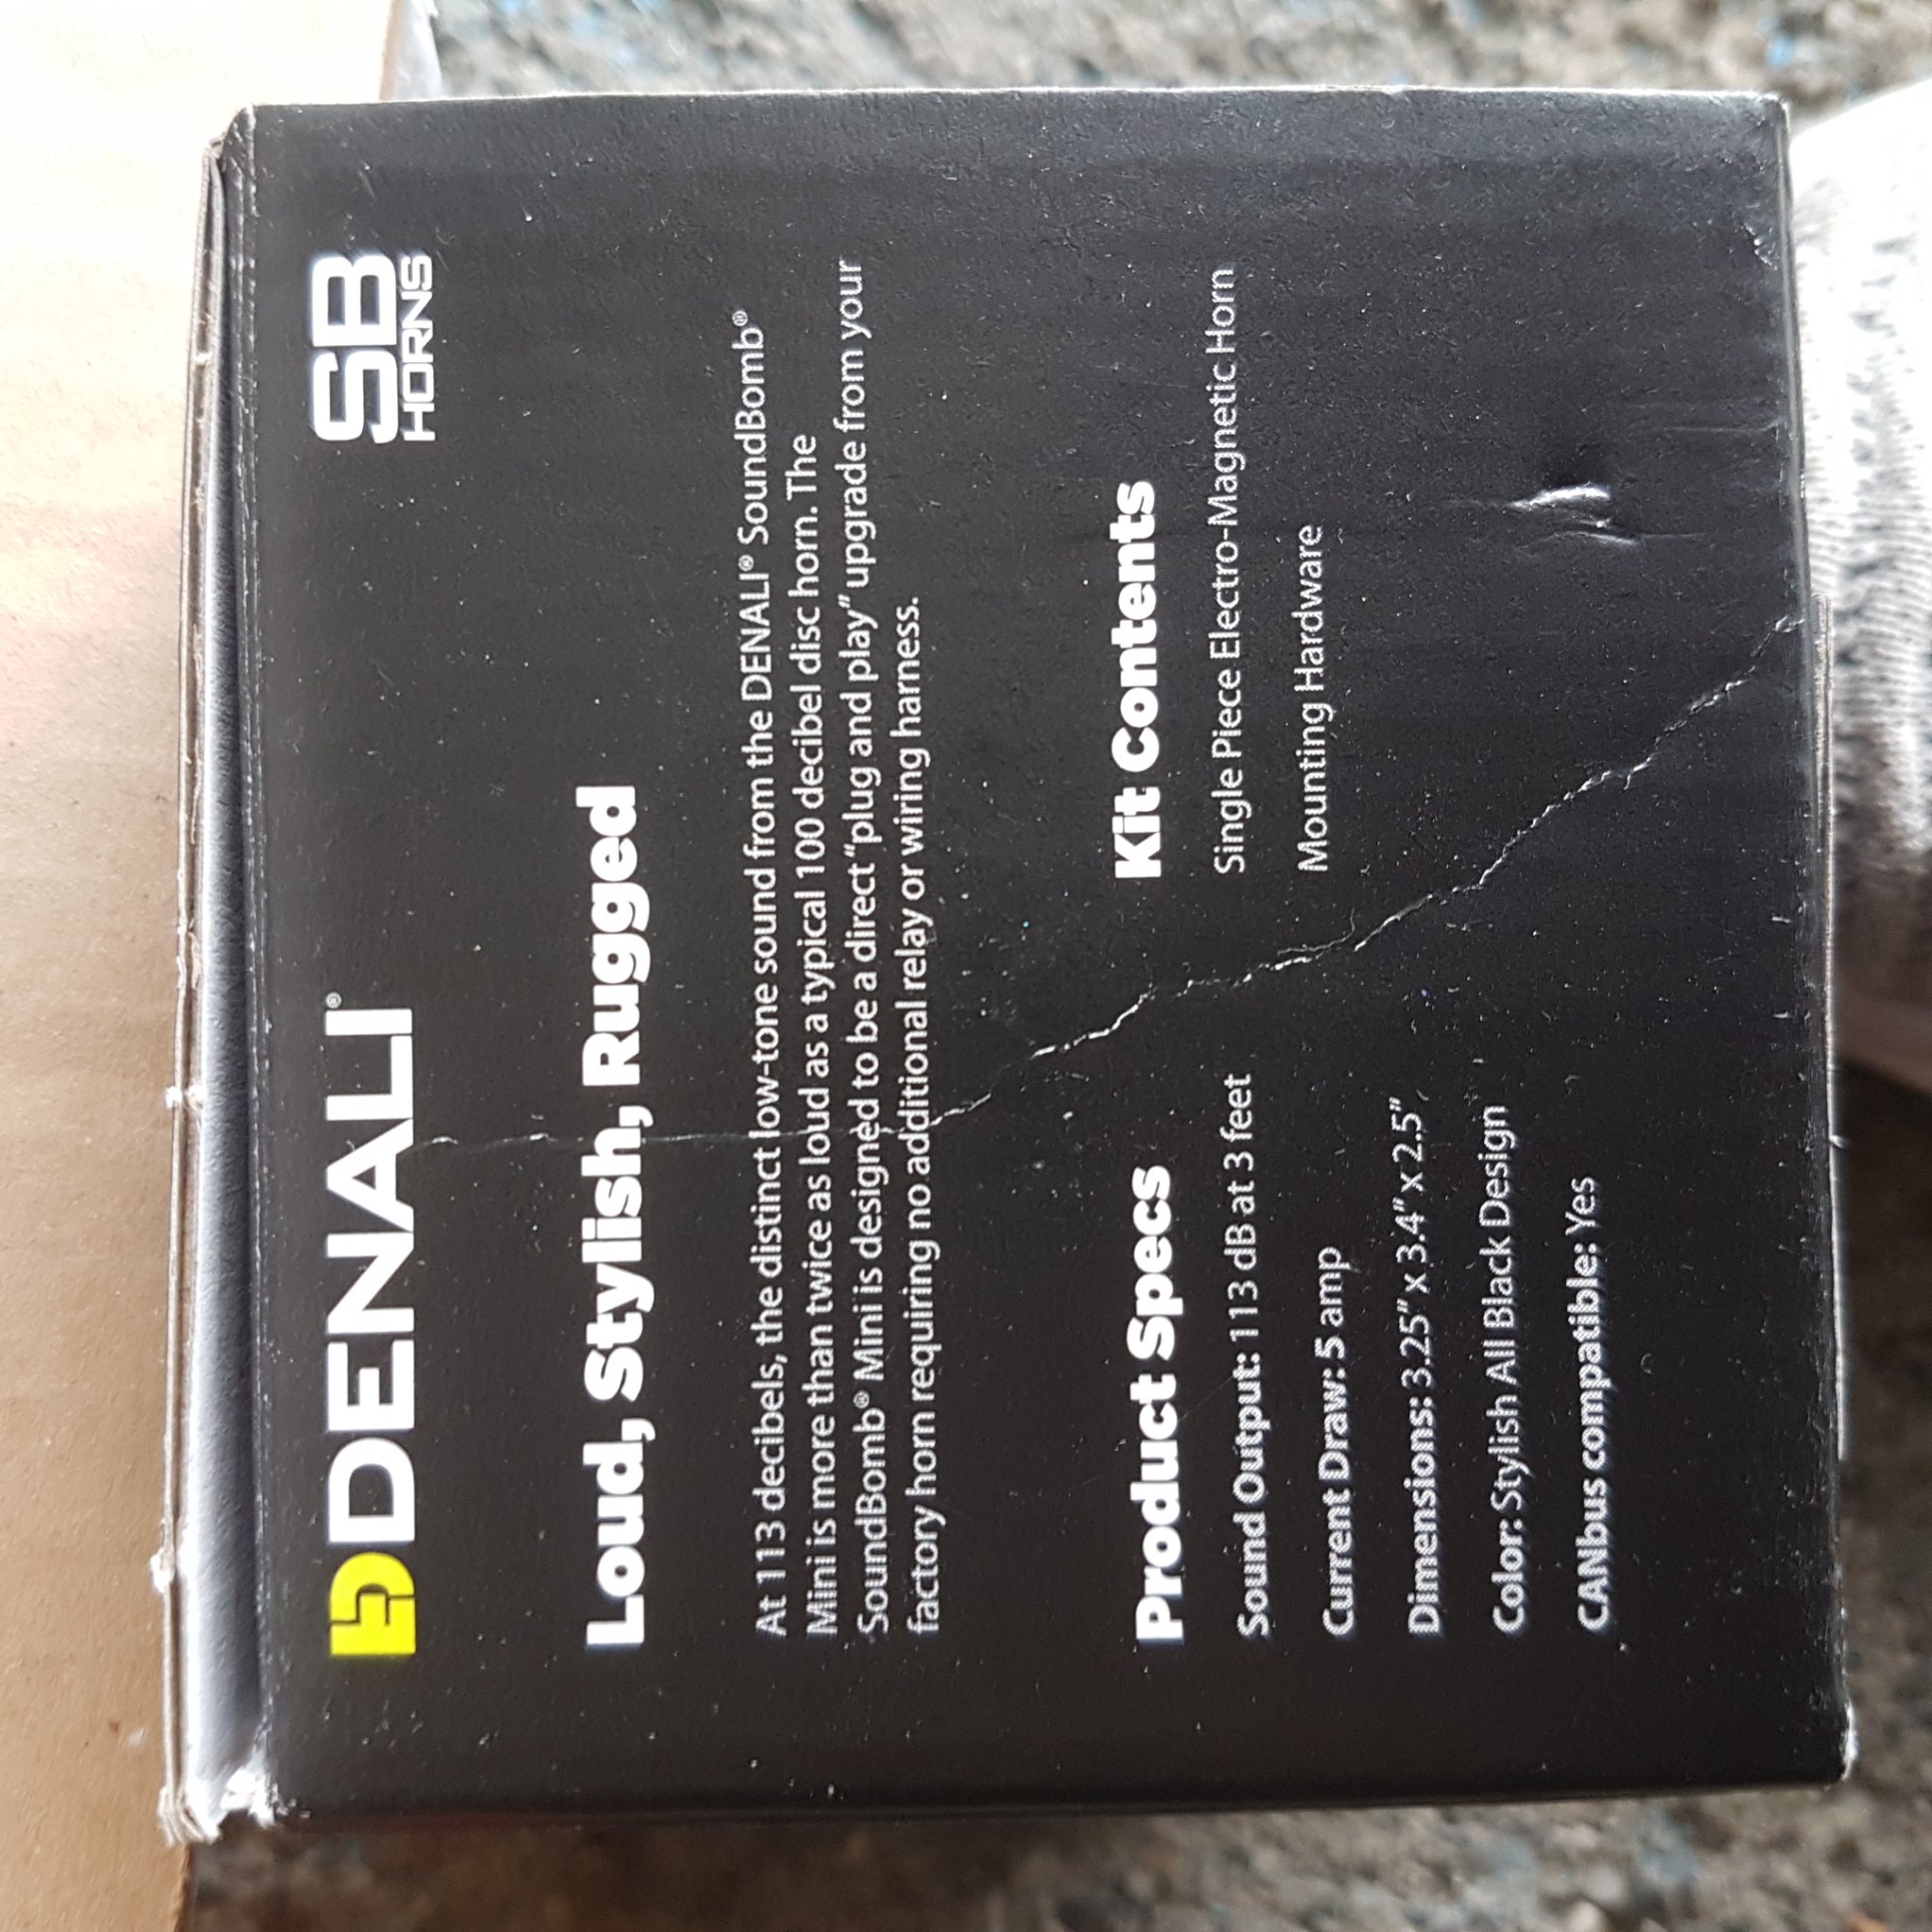 DENALI®
SB
HORNS
Loud, Stylish, Rugged
At 113 decibels, the distinct low-tone sound from the DENALI® SoundBomb®
Mini is more than twice as loud as a typical 100 decibel disc horn. The
SoundBomb® Mini is designed to be a direct "plug and play" upgrade from your
factory horn requiring no additional relay or wiring harness.
Product Specs
Sound Output: 113 dB at 3 feet
Current Draw: 5 amp
Dimensions: 3.25" x 3.4" x 2.5"
Color: Stylish All Black Design
CANbus compatible: Yes
Kit Contents
Single Piece Electro-Magnetic Horn
Mounting Hardware